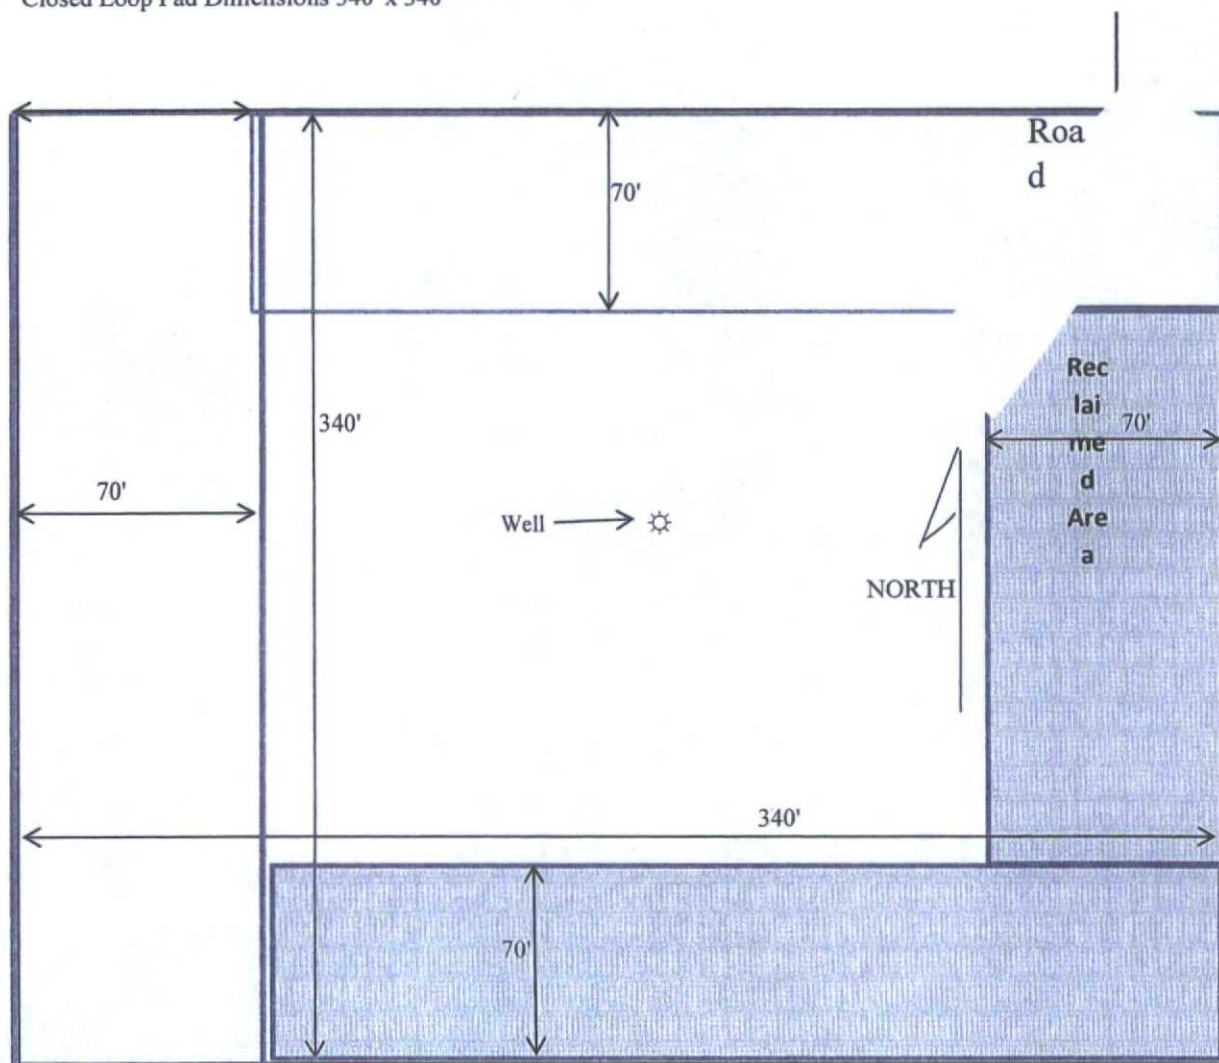 Closed Loop Pad Dimensions 340' x 340'
Roa
d
70'
Rec
lai
me
d
Are
a
70'
340'
70'
Well
NORTH
340'
70'